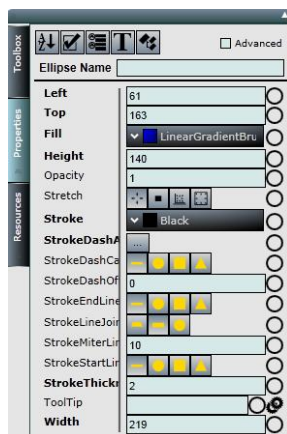 Toolbox
Properties
Resources
T
Advanced
Ellipse Name
Left 61
Top 163
Fill LinearGradientBru
Height 140
Opacity 1
Stretch
Stroke Black
StrokeDashA ...
StrokeDashCa
StrokeDashOf 0
StrokeEndLine
StrokeLineJoir
StrokeMiterLir 10
StrokeStartLir
StrokeThickr 2
ToolTip
Width 219